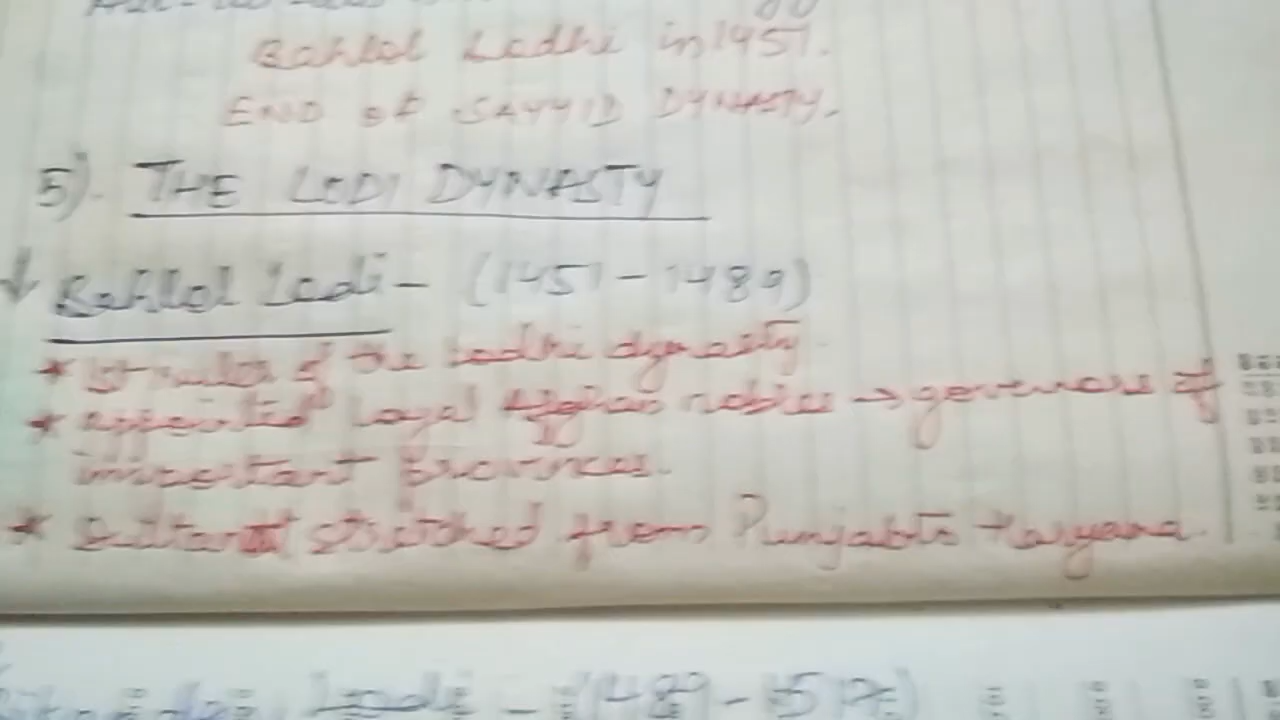 Bahlol Lodhi in 1451.
END OF SAYYID DYNASTY.
5). THE LODI DYNASTY
Bahlol Lodi - (1451 - 1489)
* 1st ruler of the Lodhi dynasty.
* Appointed loyal Afghan nobles → governors of
important provinces.
* Sultanat stretched from Punjab to Haryana.
Lodi - (1489 - 1517)